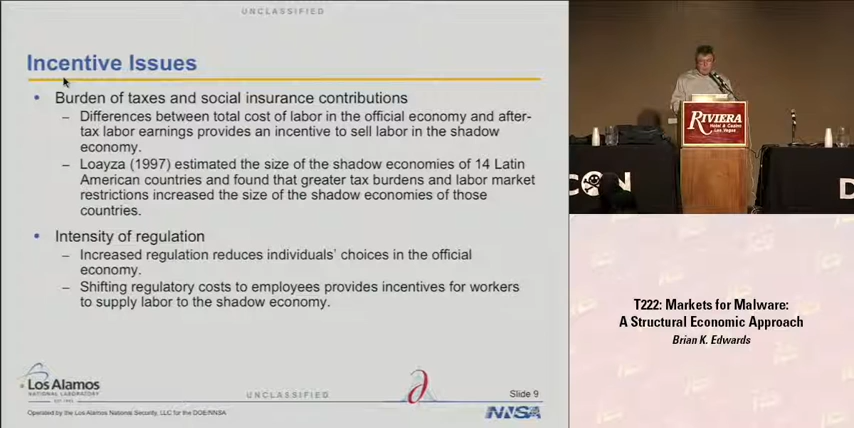 UNCLASSIFIED
Incentive Issues
• Burden of taxes and social insurance contributions
– Differences between total cost of labor in the official economy and after-
tax labor earnings provides an incentive to sell labor in the shadow
economy.
– Loayza (1997) estimated the size of the shadow economies of 14 Latin
American countries and found that greater tax burdens and labor market
restrictions increased the size of the shadow economies of those
countries.
• Intensity of regulation
– Increased regulation reduces individuals' choices in the official
economy.
– Shifting regulatory costs to employees provides incentives for workers
to supply labor to the shadow economy.
Los Alamos
NATIONAL LABORATORY
EST. 1943
Operated by the Los Alamos National Security, LLC for the DOE/NNSA
UNCLASSIFIED
Slide 9
NNSA
RIVIERA
Hotel & Casino
Las Vegas
CON
D
T222: Markets for Malware:
A Structural Economic Approach
Brian K. Edwards